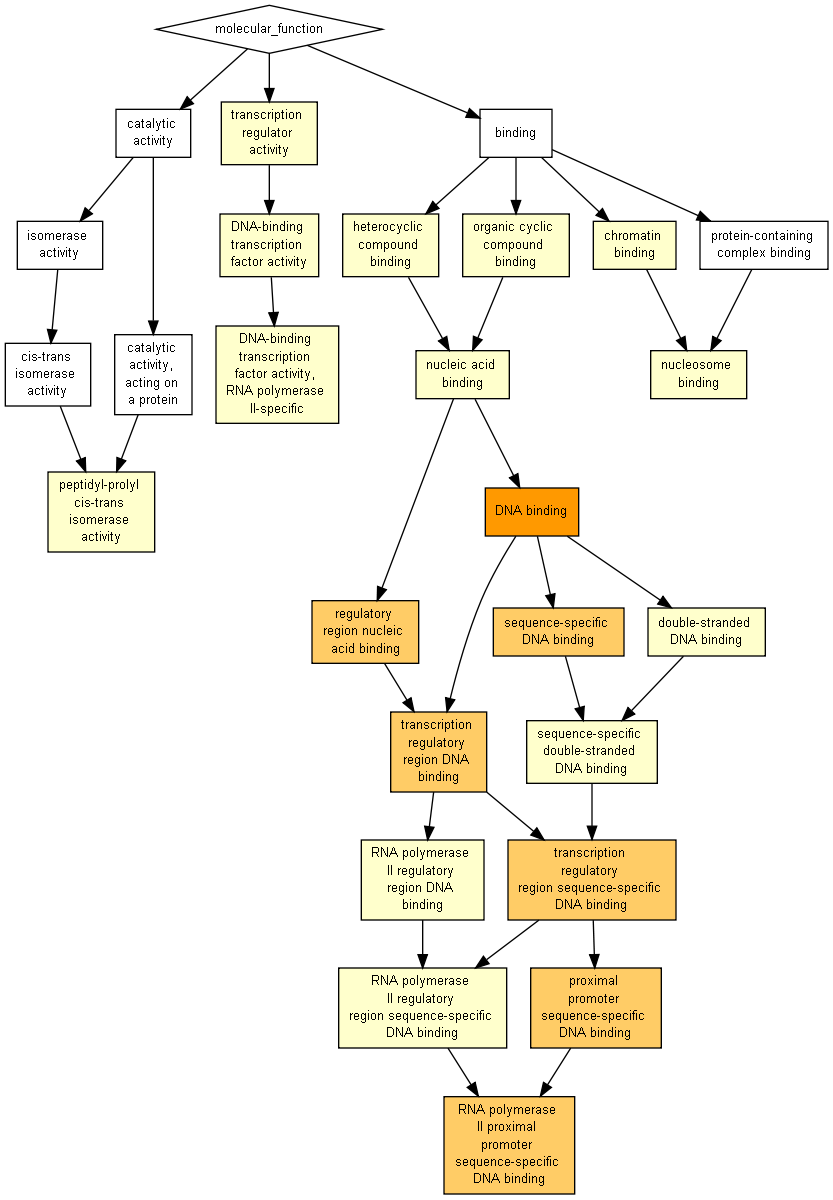 molecular_function
catalytic
activity
transcription
regulator
activity
binding
isomerase
activity
DNA-binding
transcription
factor activity
heterocyclic
compound
binding
organic cyclic
compound
binding
chromatin
binding
protein-containing
complex binding
cis-trans
isomerase
activity
catalytic
activity,
acting on
a protein
DNA-binding
transcription
factor activity,
RNA polymerase
II-specific
nucleic acid
binding
nucleosome
binding
peptidyl-prolyl
cis-trans
isomerase
activity
DNA binding
regulatory
region nucleic
acid binding
sequence-specific
DNA binding
double-stranded
DNA binding
transcription
regulatory
region DNA
binding
sequence-specific
double-stranded
DNA binding
RNA polymerase
II regulatory
region DNA
binding
transcription
regulatory
region sequence-specific
DNA binding
RNA polymerase
II regulatory
region sequence-specific
DNA binding
proximal
promoter
sequence-specific
DNA binding
RNA polymerase
II proximal
promoter
sequence-specific
DNA binding